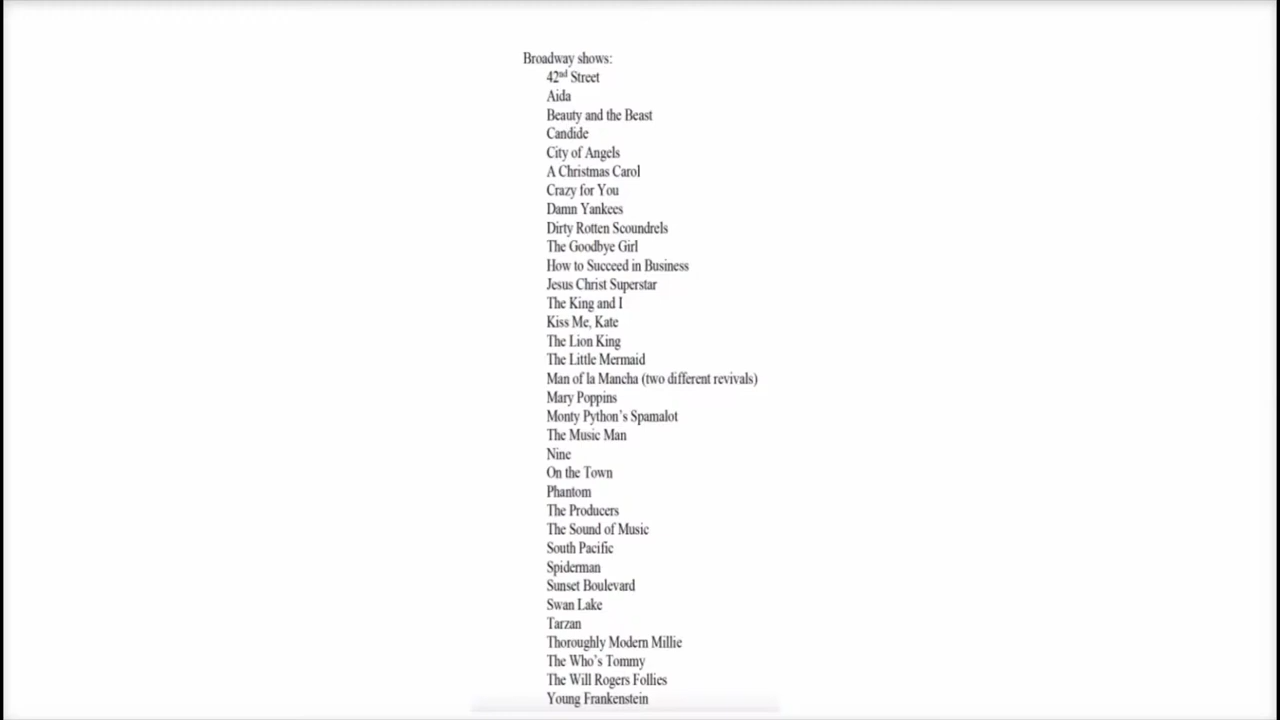 Broadway shows:
42nd Street
Aida
Beauty and the Beast
Candide
City of Angels
A Christmas Carol
Crazy for You
Damn Yankees
Dirty Rotten Scoundrels
The Goodbye Girl
How to Succeed in Business
Jesus Christ Superstar
The King and I
Kiss Me, Kate
The Lion King
The Little Mermaid
Man of la Mancha (two different revivals)
Mary Poppins
Monty Python’s Spamalot
The Music Man
Nine
On the Town
Phantom
The Producers
The Sound of Music
South Pacific
Spiderman
Sunset Boulevard
Swan Lake
Tarzan
Thoroughly Modern Millie
The Who’s Tommy
The Will Rogers Follies
Young Frankenstein